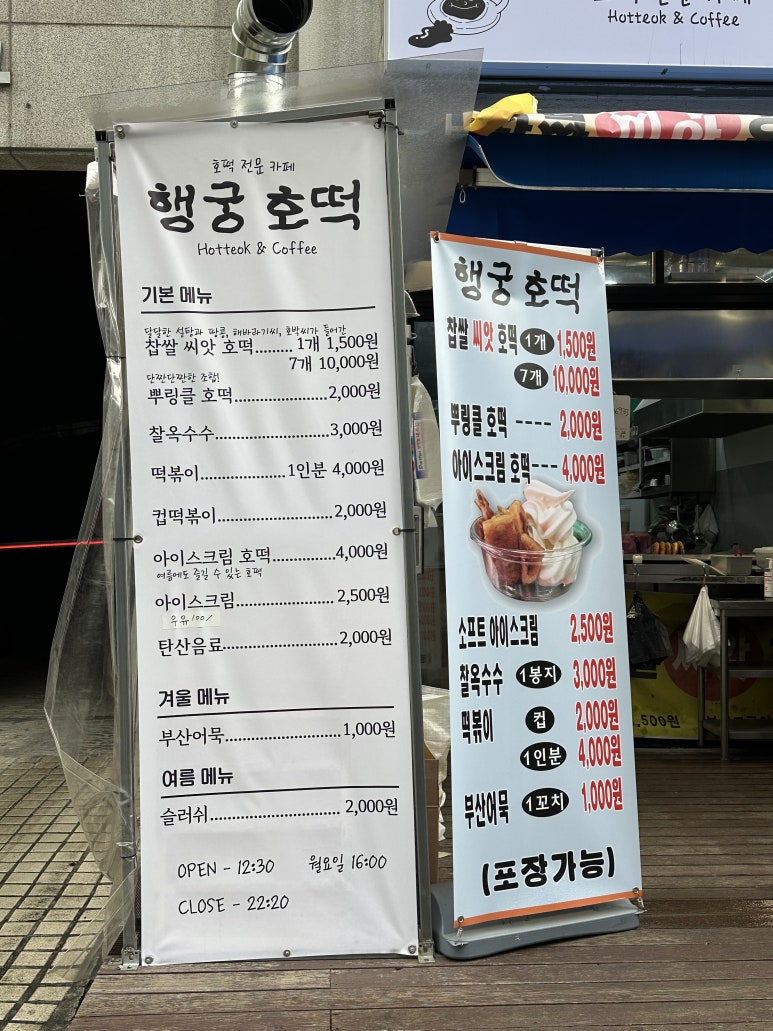 Hotteok & Coffee
호떡 전문 카페
행궁 호떡
Hotteok & Coffee
기본 메뉴
달달한 설탕과 땅콩, 해바라기씨, 호박씨가 들어간
찹쌀 씨앗 호떡......... 1개 1,500원
7개 10,000원
단짠단짠한 조합!
뿌링클 호떡.......................2,000원
찰옥수수............................3,000원
떡볶이.....................1인분 4,000원
컵떡볶이............................2,000원
아이스크림 호떡................4,000원
여름에도 즐길 수 있는 호떡
아이스크림........................ 2,500원
우유 100%
탄산음료............................2,000원
겨울 메뉴
부산어묵............................1,000원
여름 메뉴
슬러쉬................................ 2,000원
OPEN - 12:30 월요일 16:00
CLOSE - 22:20
행궁 호떡
찹쌀 씨앗 호떡 1개 1,500원
7개 10,000원
뿌링클 호떡 ---- 2,000원
아이스크림 호떡--- 4,000원
소프트 아이스크림 2,500원
찰옥수수 1봉지 3,000원
떡볶이 컵 2,000원
1인분 4,000원
부산어묵 1꼬치 1,000원
(포장가능)
,500원